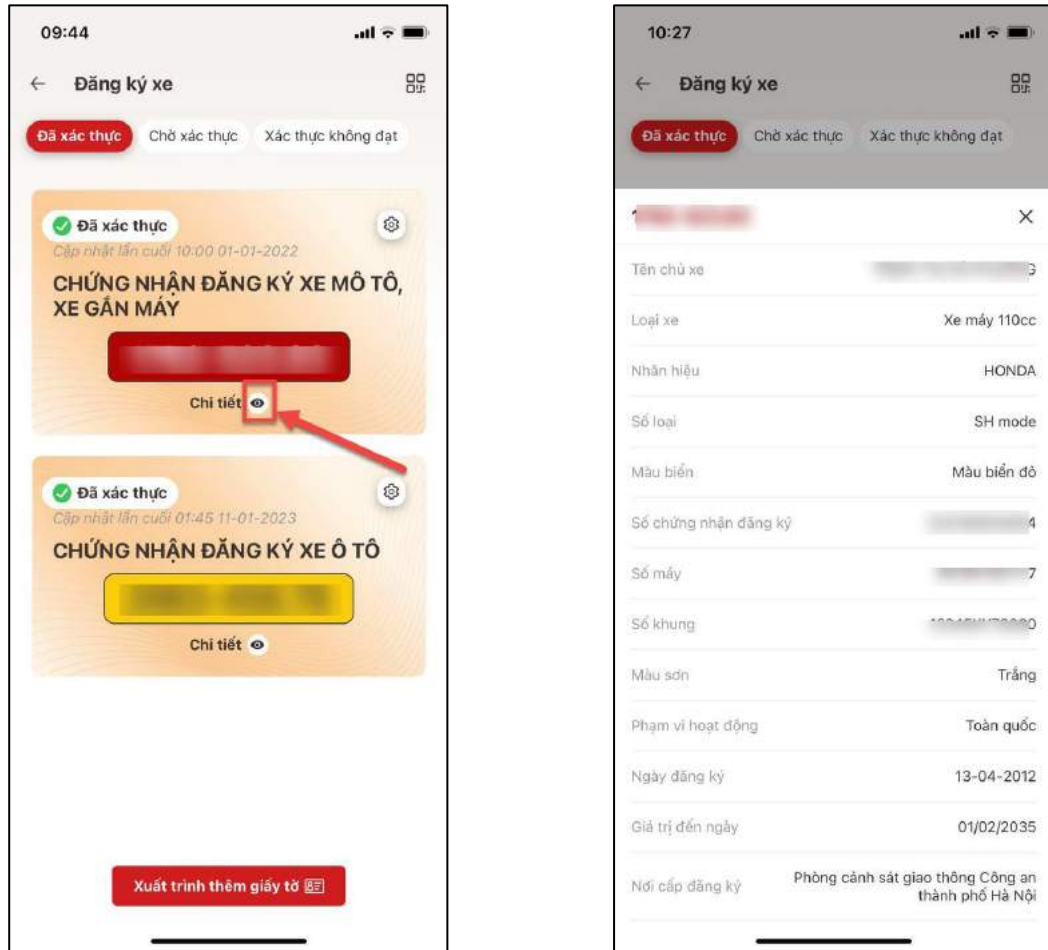 09:44
Đăng ký xe
Đã xác thực
Chờ xác thực
Xác thực không đạt
Đã xác thực
Cập nhật lần cuối 10:00 01-01-2022
CHỨNG NHẬN ĐĂNG KÝ XE MÔ TÔ,
XE GẮN MÁY
Chi tiết
Đã xác thực
Cập nhật lần cuối 01:45 11-01-2023
CHỨNG NHẬN ĐĂNG KÝ XE Ô TÔ
Chi tiết
Xuất trình thêm giấy tờ
10:27
Đăng ký xe
Đã xác thực
Chờ xác thực
Xác thực không đạt
Tên chủ xe
Loại xe Xe máy 110cc
Nhãn hiệu HONDA
Số loại SH mode
Màu biển Màu biển đỏ
Số chứng nhận đăng ký
Số máy
Số khung
Màu sơn Trắng
Phạm vi hoạt động Toàn quốc
Ngày đăng ký 13-04-2012
Giá trị đến ngày 01/02/2035
Nơi cấp đăng ký Phòng cảnh sát giao thông Công an
thành phố Hà Nội